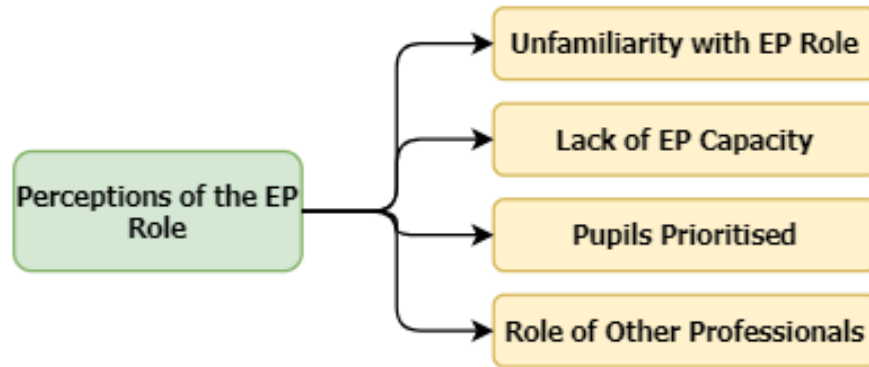 Perceptions of the EP
Role
Unfamiliarity with EP Role
Lack of EP Capacity
Pupils Prioritised
Role of Other Professionals